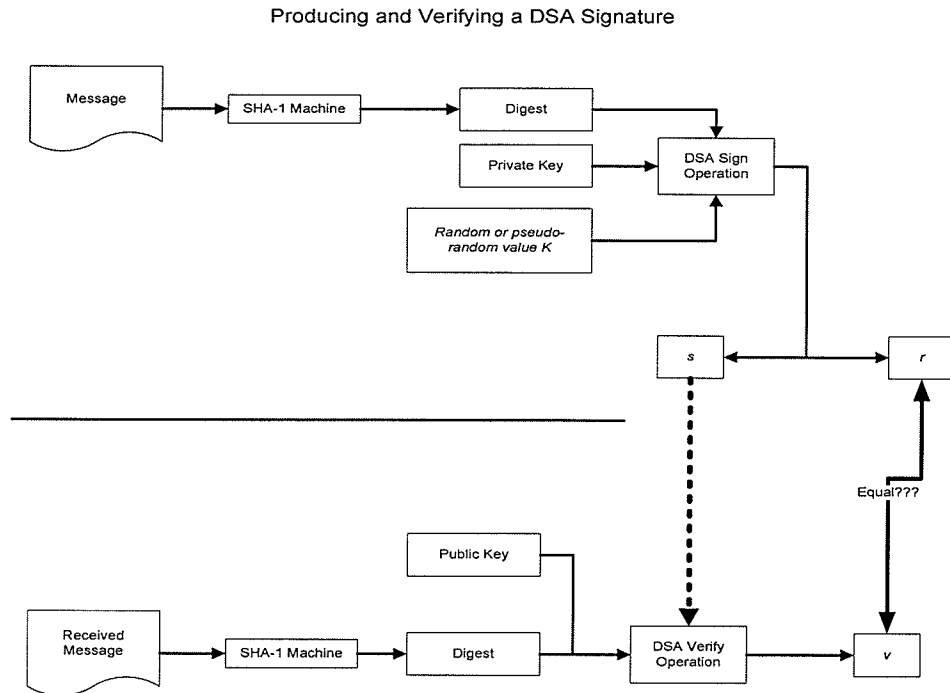 Producing and Verifying a DSA Signature
Message
SHA-1 Machine
Digest
Private Key
DSA Sign
Operation
Random or pseudo-
random value K
s
r
Equal???
Public Key
Received
Message
SHA-1 Machine
Digest
DSA Verify
Operation
v